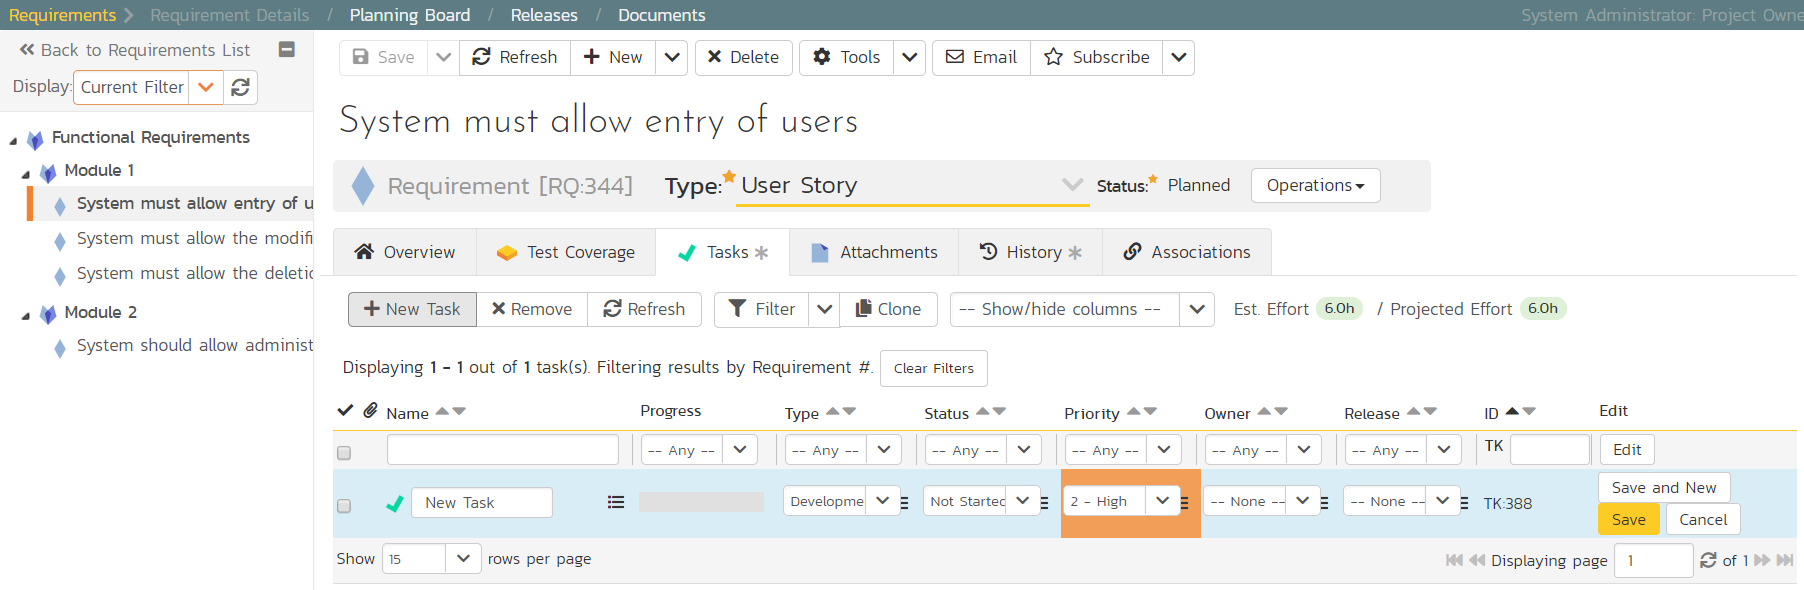 Requirements Requirement Details / Planning Board / Releases / Documents System Administrator: Project Owne
Back to Requirements List
Display: Current Filter
Functional Requirements
Module 1
System must allow entry of u
System must allow the modifi
System must allow the deletio
Module 2
System should allow administ
Save Refresh New Delete Tools Email Subscribe
System must allow entry of users
Requirement [RQ:344] Type: User Story Status: Planned Operations
Overview Test Coverage Tasks Attachments History Associations
New Task Remove Refresh Filter Clone -- Show/hide columns -- Est. Effort 6.0h / Projected Effort 6.0h
Displaying 1 - 1 out of 1 task(s). Filtering results by Requirement #. Clear Filters
Name Progress Type Status Priority Owner Release ID Edit
-- Any -- -- Any -- -- Any -- -- Any -- -- Any -- -- Any -- TK Edit
New Task Developme Not Started 2 - High -- None -- -- None -- TK:388 Save and New
Save Cancel
Show 15 rows per page Displaying page 1 of 1